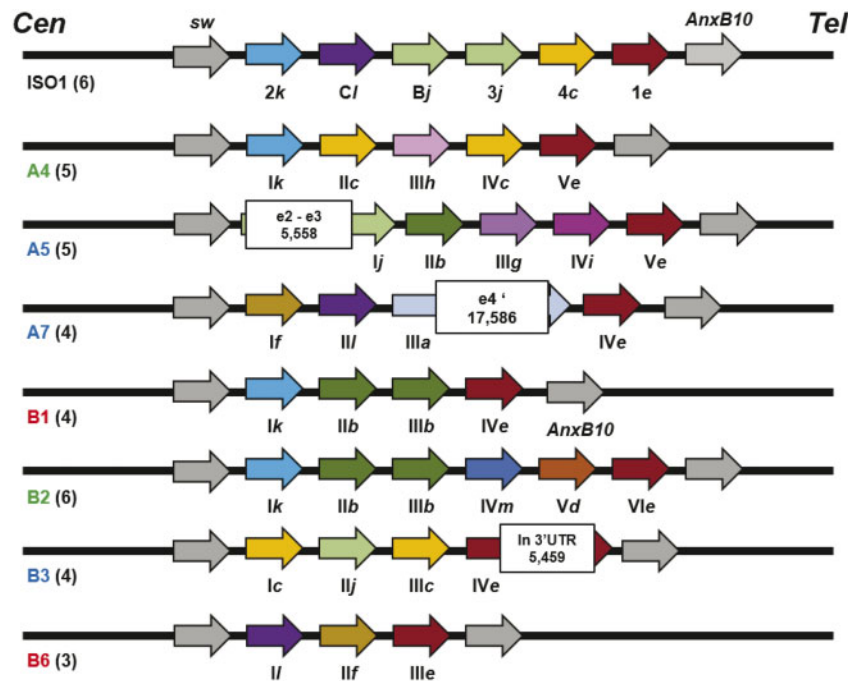 Cen sw AnxB10 Tel
ISO1 (6)
2k Cl Bj 3j 4c 1e
A4 (5)
Ik IIc IIIh IVc Ve
e2 - e3
5,558
A5 (5)
Ij IIb IIIg IVi Ve
e4 ‘
17,586
A7 (4)
If IIl IIIa IVe
B1 (4)
Ik IIb IIIb IVe AnxB10
B2 (6)
Ik IIb IIIb IVm Vd VIe
In 3’UTR
5,459
B3 (4)
Ic IIj IIIc IVe
B6 (3)
Il IIf IIIe